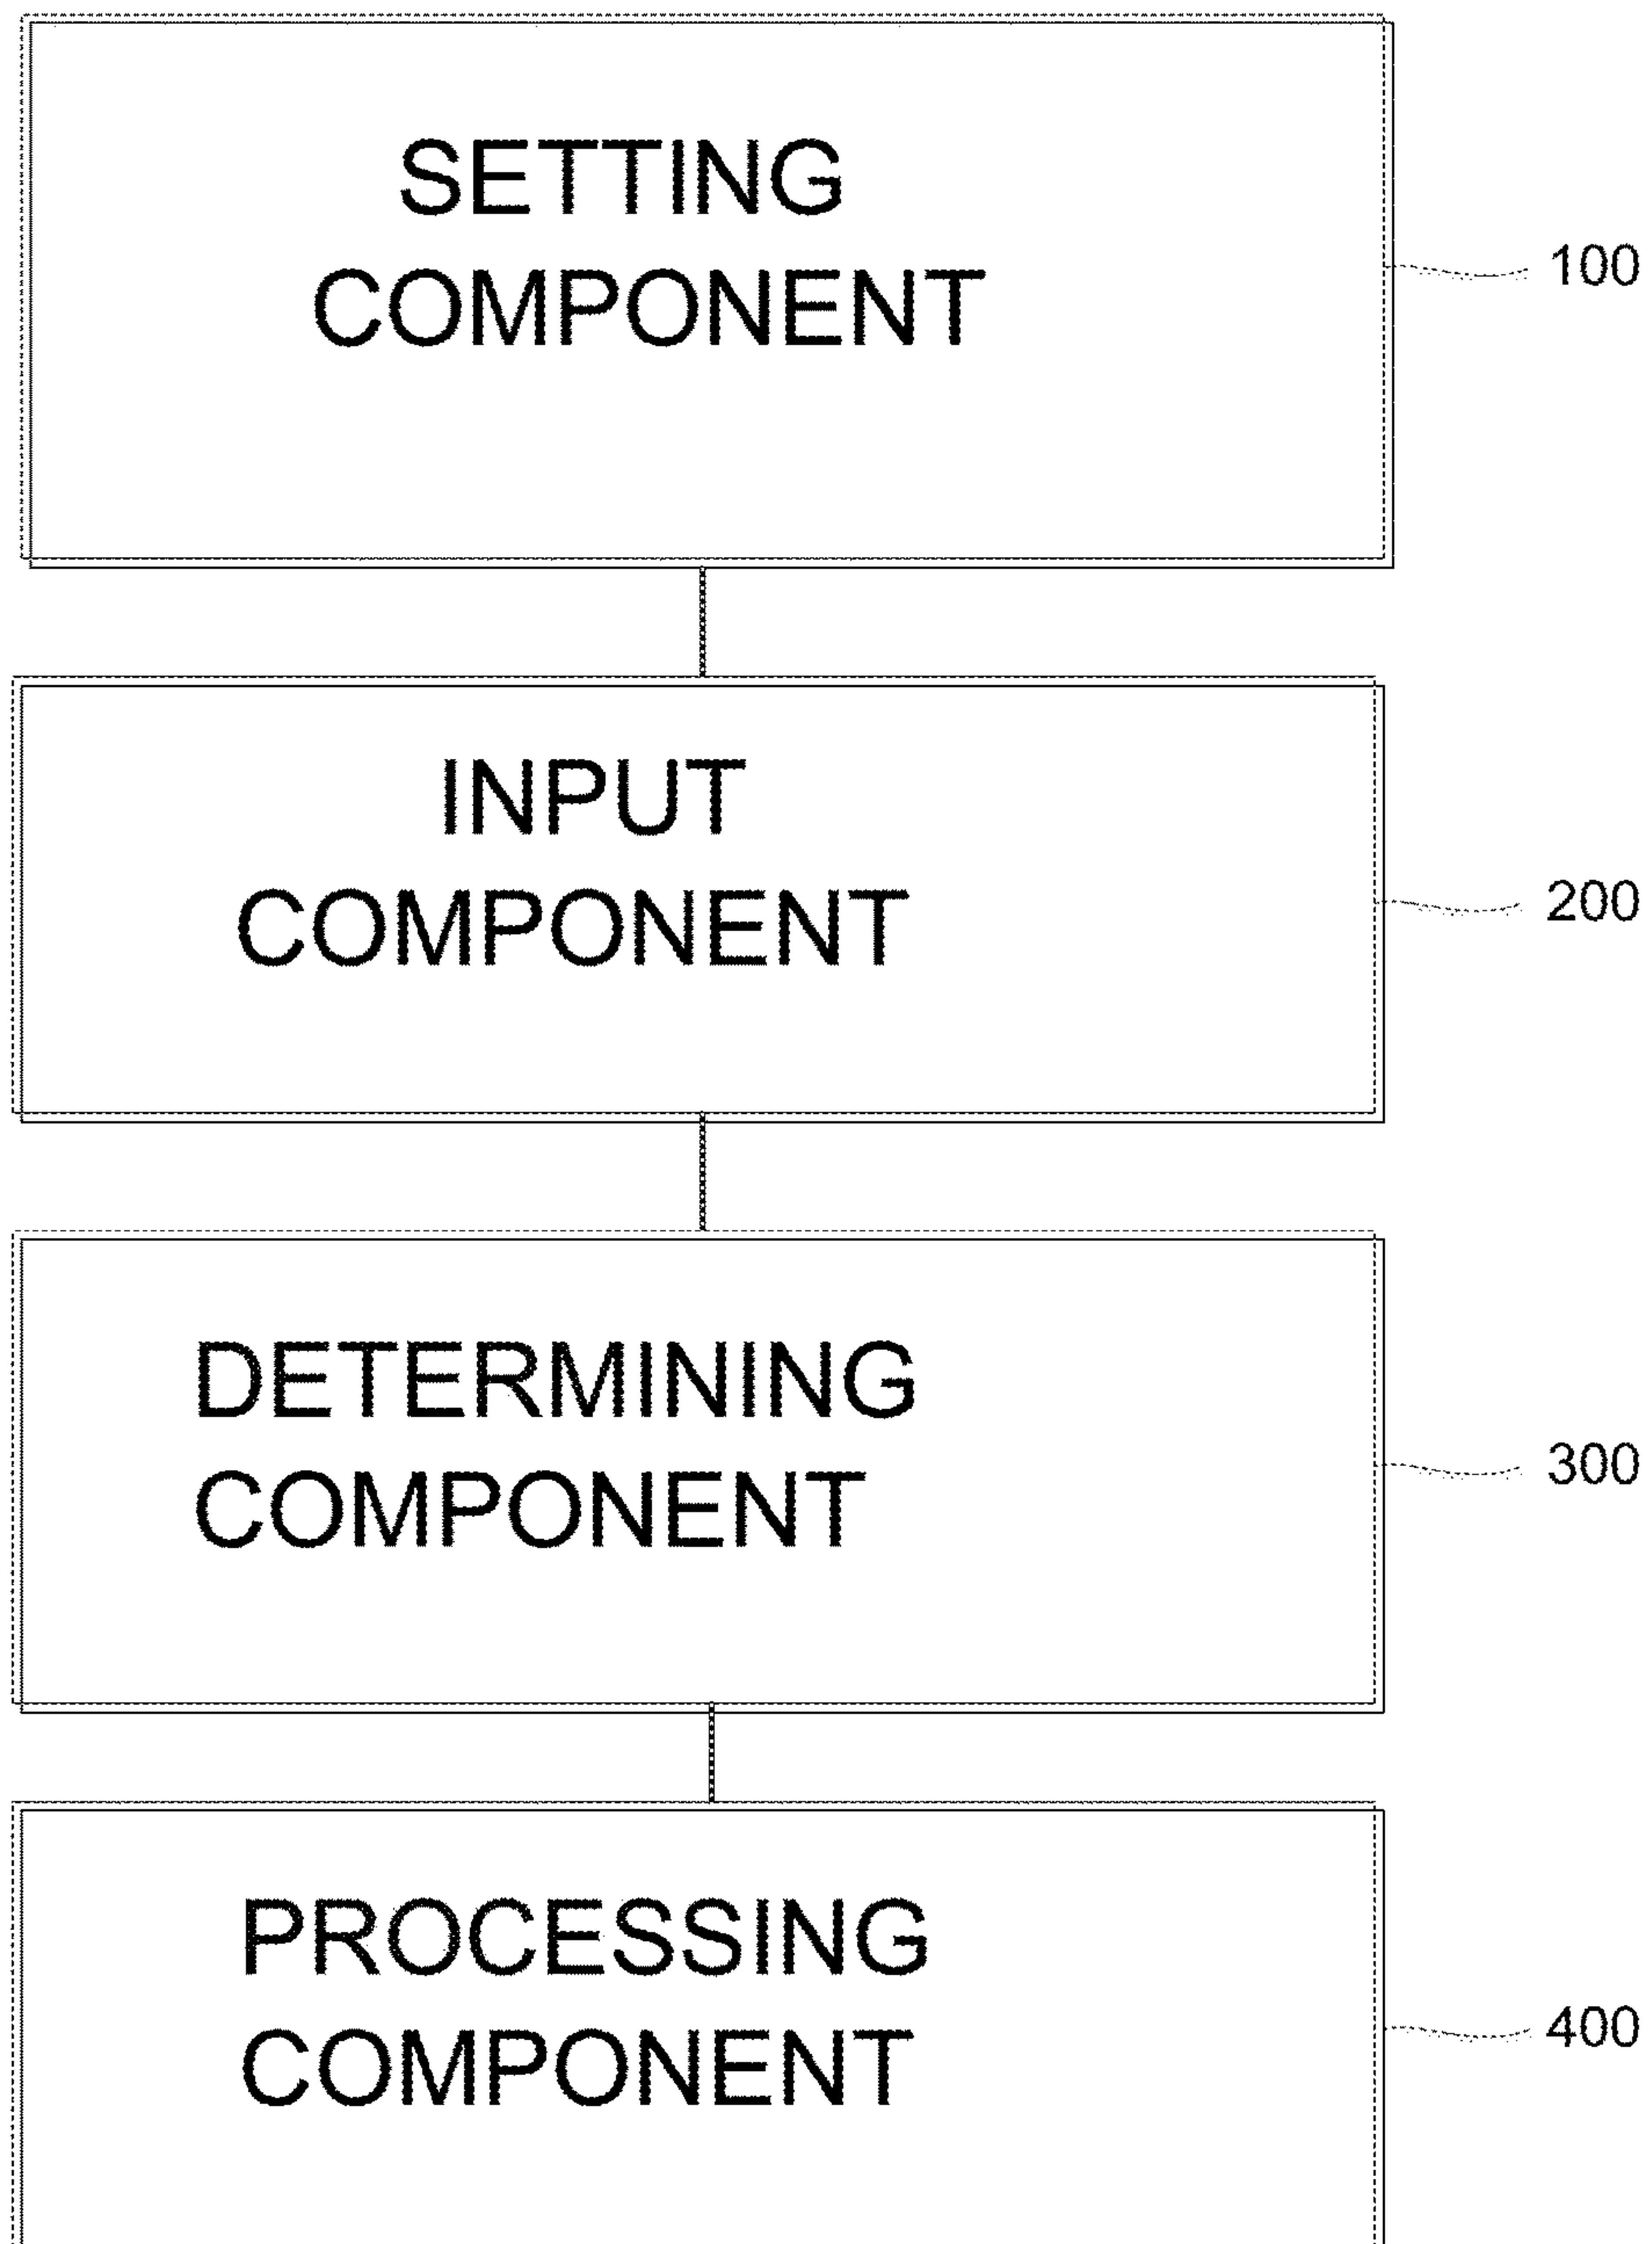 SETTING
COMPONENT
100
INPUT
COMPONENT
200
DETERMINING
COMPONENT
300
PROCESSING
COMPONENT
400